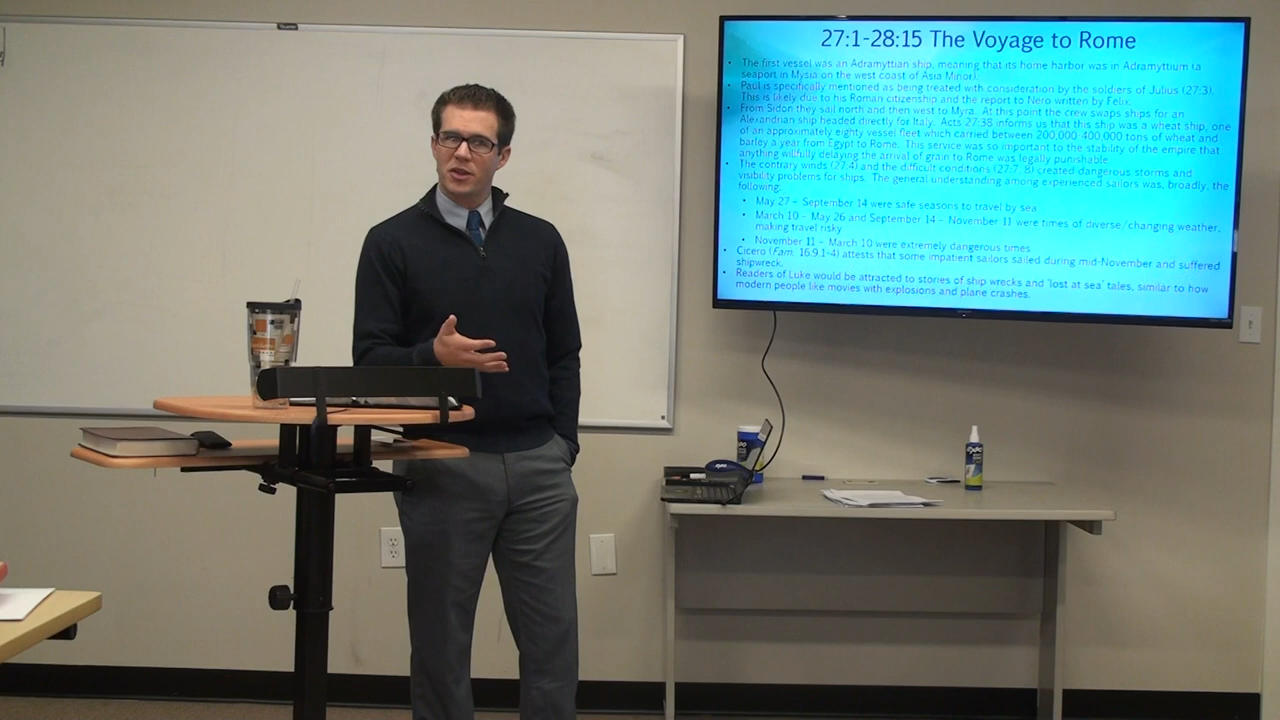 27:1-28:15 The Voyage to Rome
• The first vessel was an Adramyttian ship, meaning that its home harbor was in Adramyttium (a
seaport in Mysia on the west coast of Asia Minor).
• Paul is specifically mentioned as being treated with consideration by the soldiers of Julius (27:3).
This is likely due to his Roman citizenship and the report to Nero written by Felix.
• From Sidon they sail north and then west to Myra. At this point the crew swaps ships for an
Alexandrian ship headed directly for Italy. Acts 27:38 informs us that this ship was a wheat ship, one
of an approximately eighty vessel fleet which carried between 200,000-400,000 tons of wheat and
barley a year from Egypt to Rome. This service was so important to the stability of the empire that
anything willfully delaying the arrival of grain to Rome was legally punishable.
• The contrary winds (27:4) and the difficult conditions (27:7, 8) created dangerous storms and
visibility problems for ships. The general understanding among experienced sailors was, broadly, the
following:
• May 27 – September 14 were safe seasons to travel by sea
• March 10 – May 26 and September 14 – November 11 were times of diverse/changing weather,
making travel risky
• November 11 – March 10 were extremely dangerous times
• Cicero (Fam. 16.9.1-4) attests that some impatient sailors sailed during mid-November and suffered
shipwreck.
• Readers of Luke would be attracted to stories of ship wrecks and 'lost at sea' tales, similar to how
modern people like movies with explosions and plane crashes.
EXPO